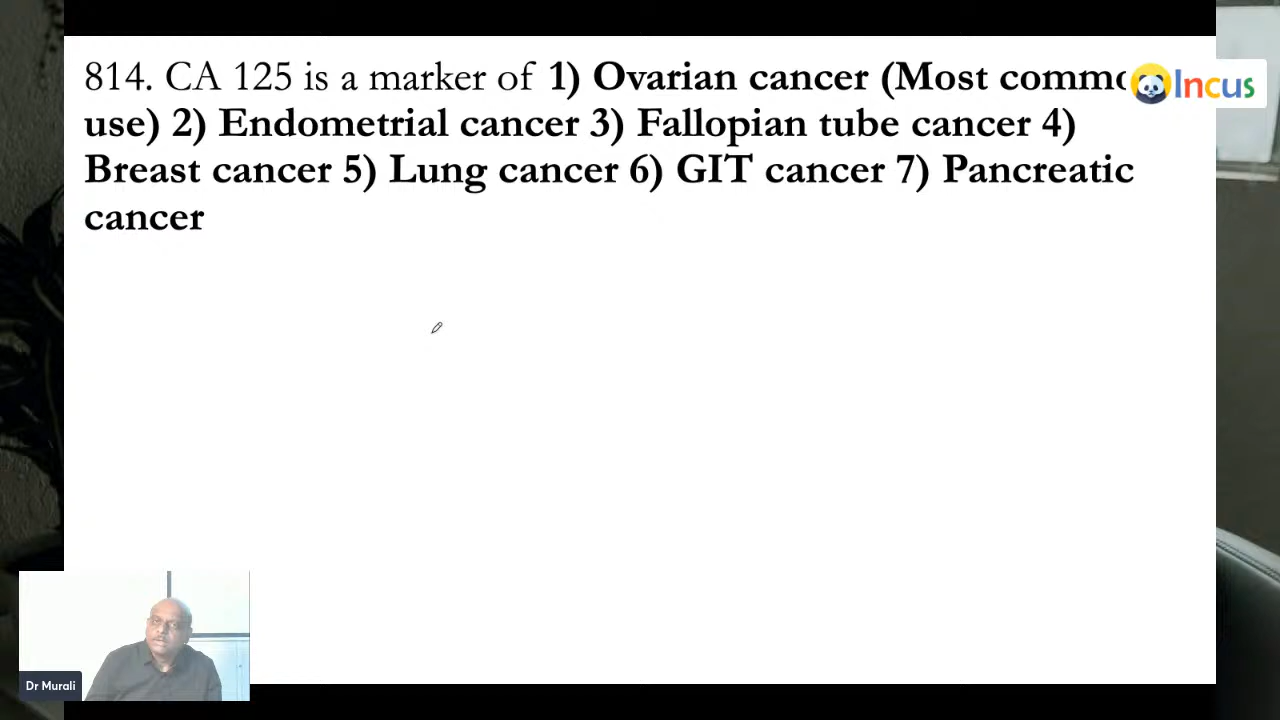 814. CA 125 is a marker of 1) Ovarian cancer (Most
Incus
use) 2) Endometrial cancer 3) Fallopian tube cancer 4)
Breast cancer 5) Lung cancer 6) GIT cancer 7) Pancreatic
cancer
Dr Murali